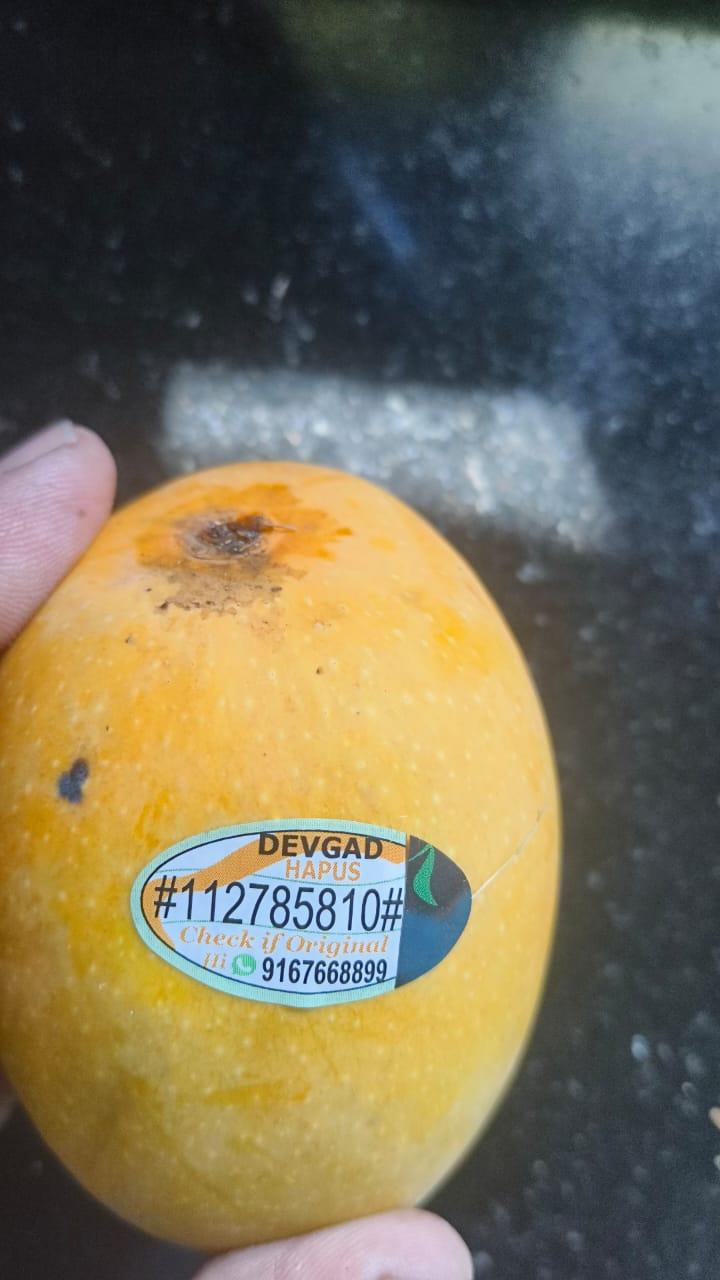 DEVGAD
HAPUS
#112785810#
Check if Original
Hi 9167668899